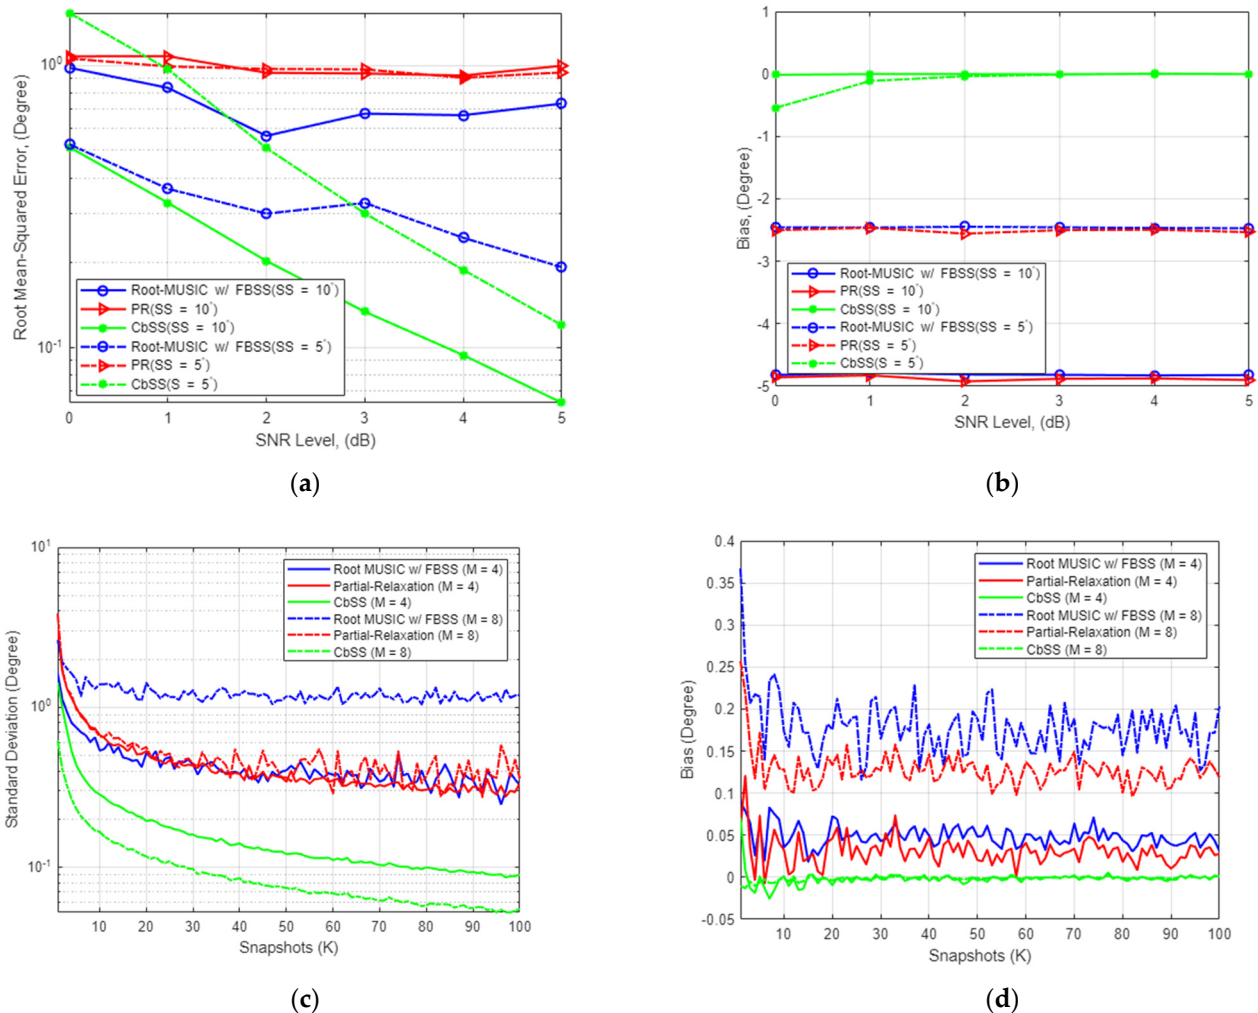 10^0
10^-1
Root Mean-Squared Error, (Degree)
Root-MUSIC w/ FBSS(SS = 10°)
PR(SS = 10°)
CbSS(SS = 10°)
Root-MUSIC w/ FBSS(SS = 5°)
PR(SS = 5°)
CbSS(S = 5°)
0 1 2 3 4 5
SNR Level, (dB)
(a)
1
0
-1
-2
-3
-4
-5
Bias, (Degree)
Root-MUSIC w/ FBSS(SS = 10°)
PR(SS = 10°)
CbSS(SS = 10°)
Root-MUSIC w/ FBSS(SS = 5°)
PR(SS = 5°)
CbSS(S = 5°)
0 1 2 3 4 5
SNR Level, (dB)
(b)
10^1
10^0
10^-1
Standard Deviation (Degree)
Root MUSIC w/ FBSS (M = 4)
Partial-Relaxation (M = 4)
CbSS (M = 4)
Root MUSIC w/ FBSS (M = 8)
Partial-Relaxation (M = 8)
CbSS (M = 8)
10 20 30 40 50 60 70 80 90 100
Snapshots (K)
(c)
0.4
0.35
0.3
0.25
0.2
0.15
0.1
0.05
0
-0.05
Bias (Degree)
Root MUSIC w/ FBSS (M = 4)
Partial-Relaxation (M = 4)
CbSS (M = 4)
Root MUSIC w/ FBSS (M = 8)
Partial-Relaxation (M = 8)
CbSS (M = 8)
10 20 30 40 50 60 70 80 90 100
Snapshots (K)
(d)